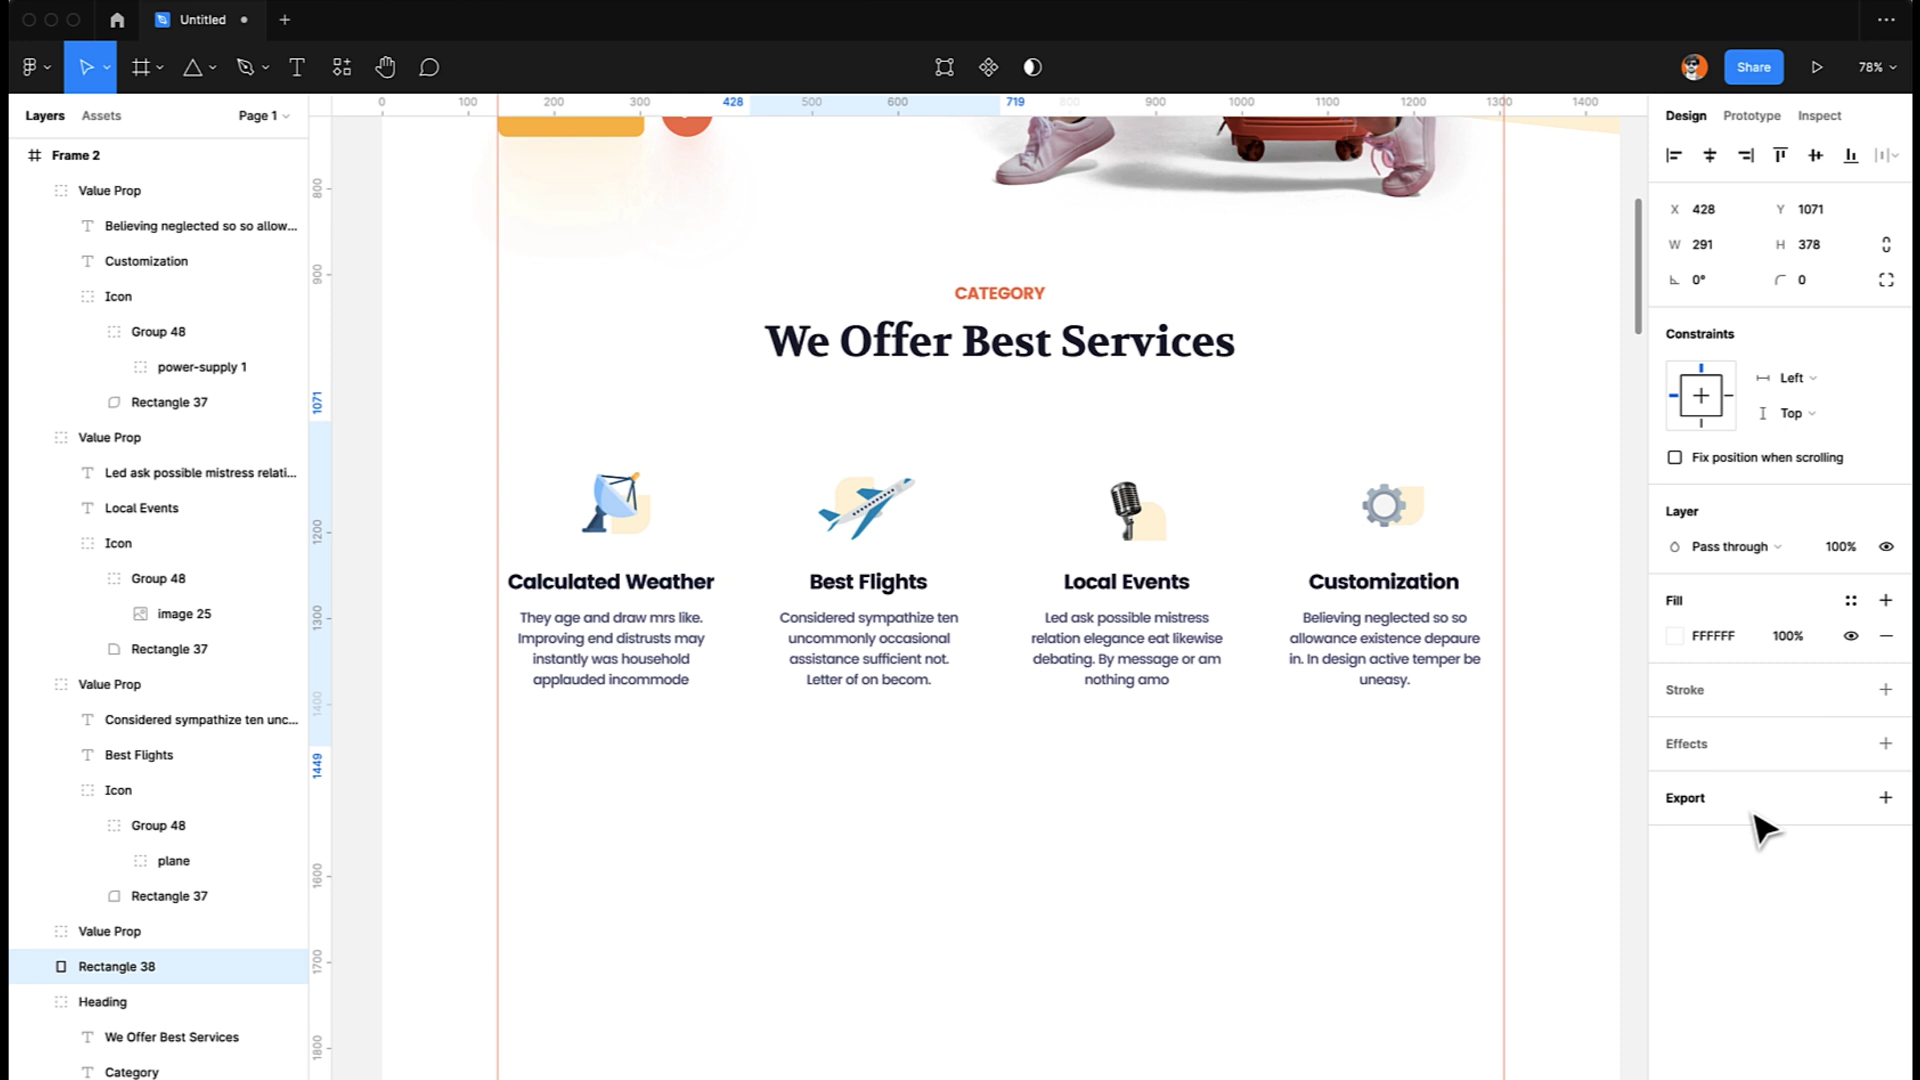 Untitled
Share
78%
Layers
Assets
Page 1
Frame 2
Value Prop
Believing neglected so so allow...
Customization
Icon
Group 48
power-supply 1
Rectangle 37
Value Prop
Led ask possible mistress relati...
Local Events
Icon
Group 48
image 25
Rectangle 37
Value Prop
Considered sympathize ten unc...
Best Flights
Icon
Group 48
plane
Rectangle 37
Value Prop
Rectangle 38
Heading
We Offer Best Services
Category
0 100 200 300 428 500 600 719 800 900 1000 1100 1200 1300 1400
800
900
1071
1200
1300
1400
1449
1600
1700
1800
CATEGORY
We Offer Best Services
Calculated Weather
They age and draw mrs like.
Improving end distrusts may
instantly was household
applauded incommode
Best Flights
Considered sympathize ten
uncommonly occasional
assistance sufficient not.
Letter of on becom.
Local Events
Led ask possible mistress
relation elegance eat likewise
debating. By message or am
nothing amo
Customization
Believing neglected so so
allowance existence depaure
in. In design active temper be
uneasy.
Design
Prototype
Inspect
X 428 Y 1071
W 291 H 378
0° 0
Constraints
Left
Top
Fix position when scrolling
Layer
Pass through 100%
Fill
FFFFFF 100%
Stroke
Effects
Export